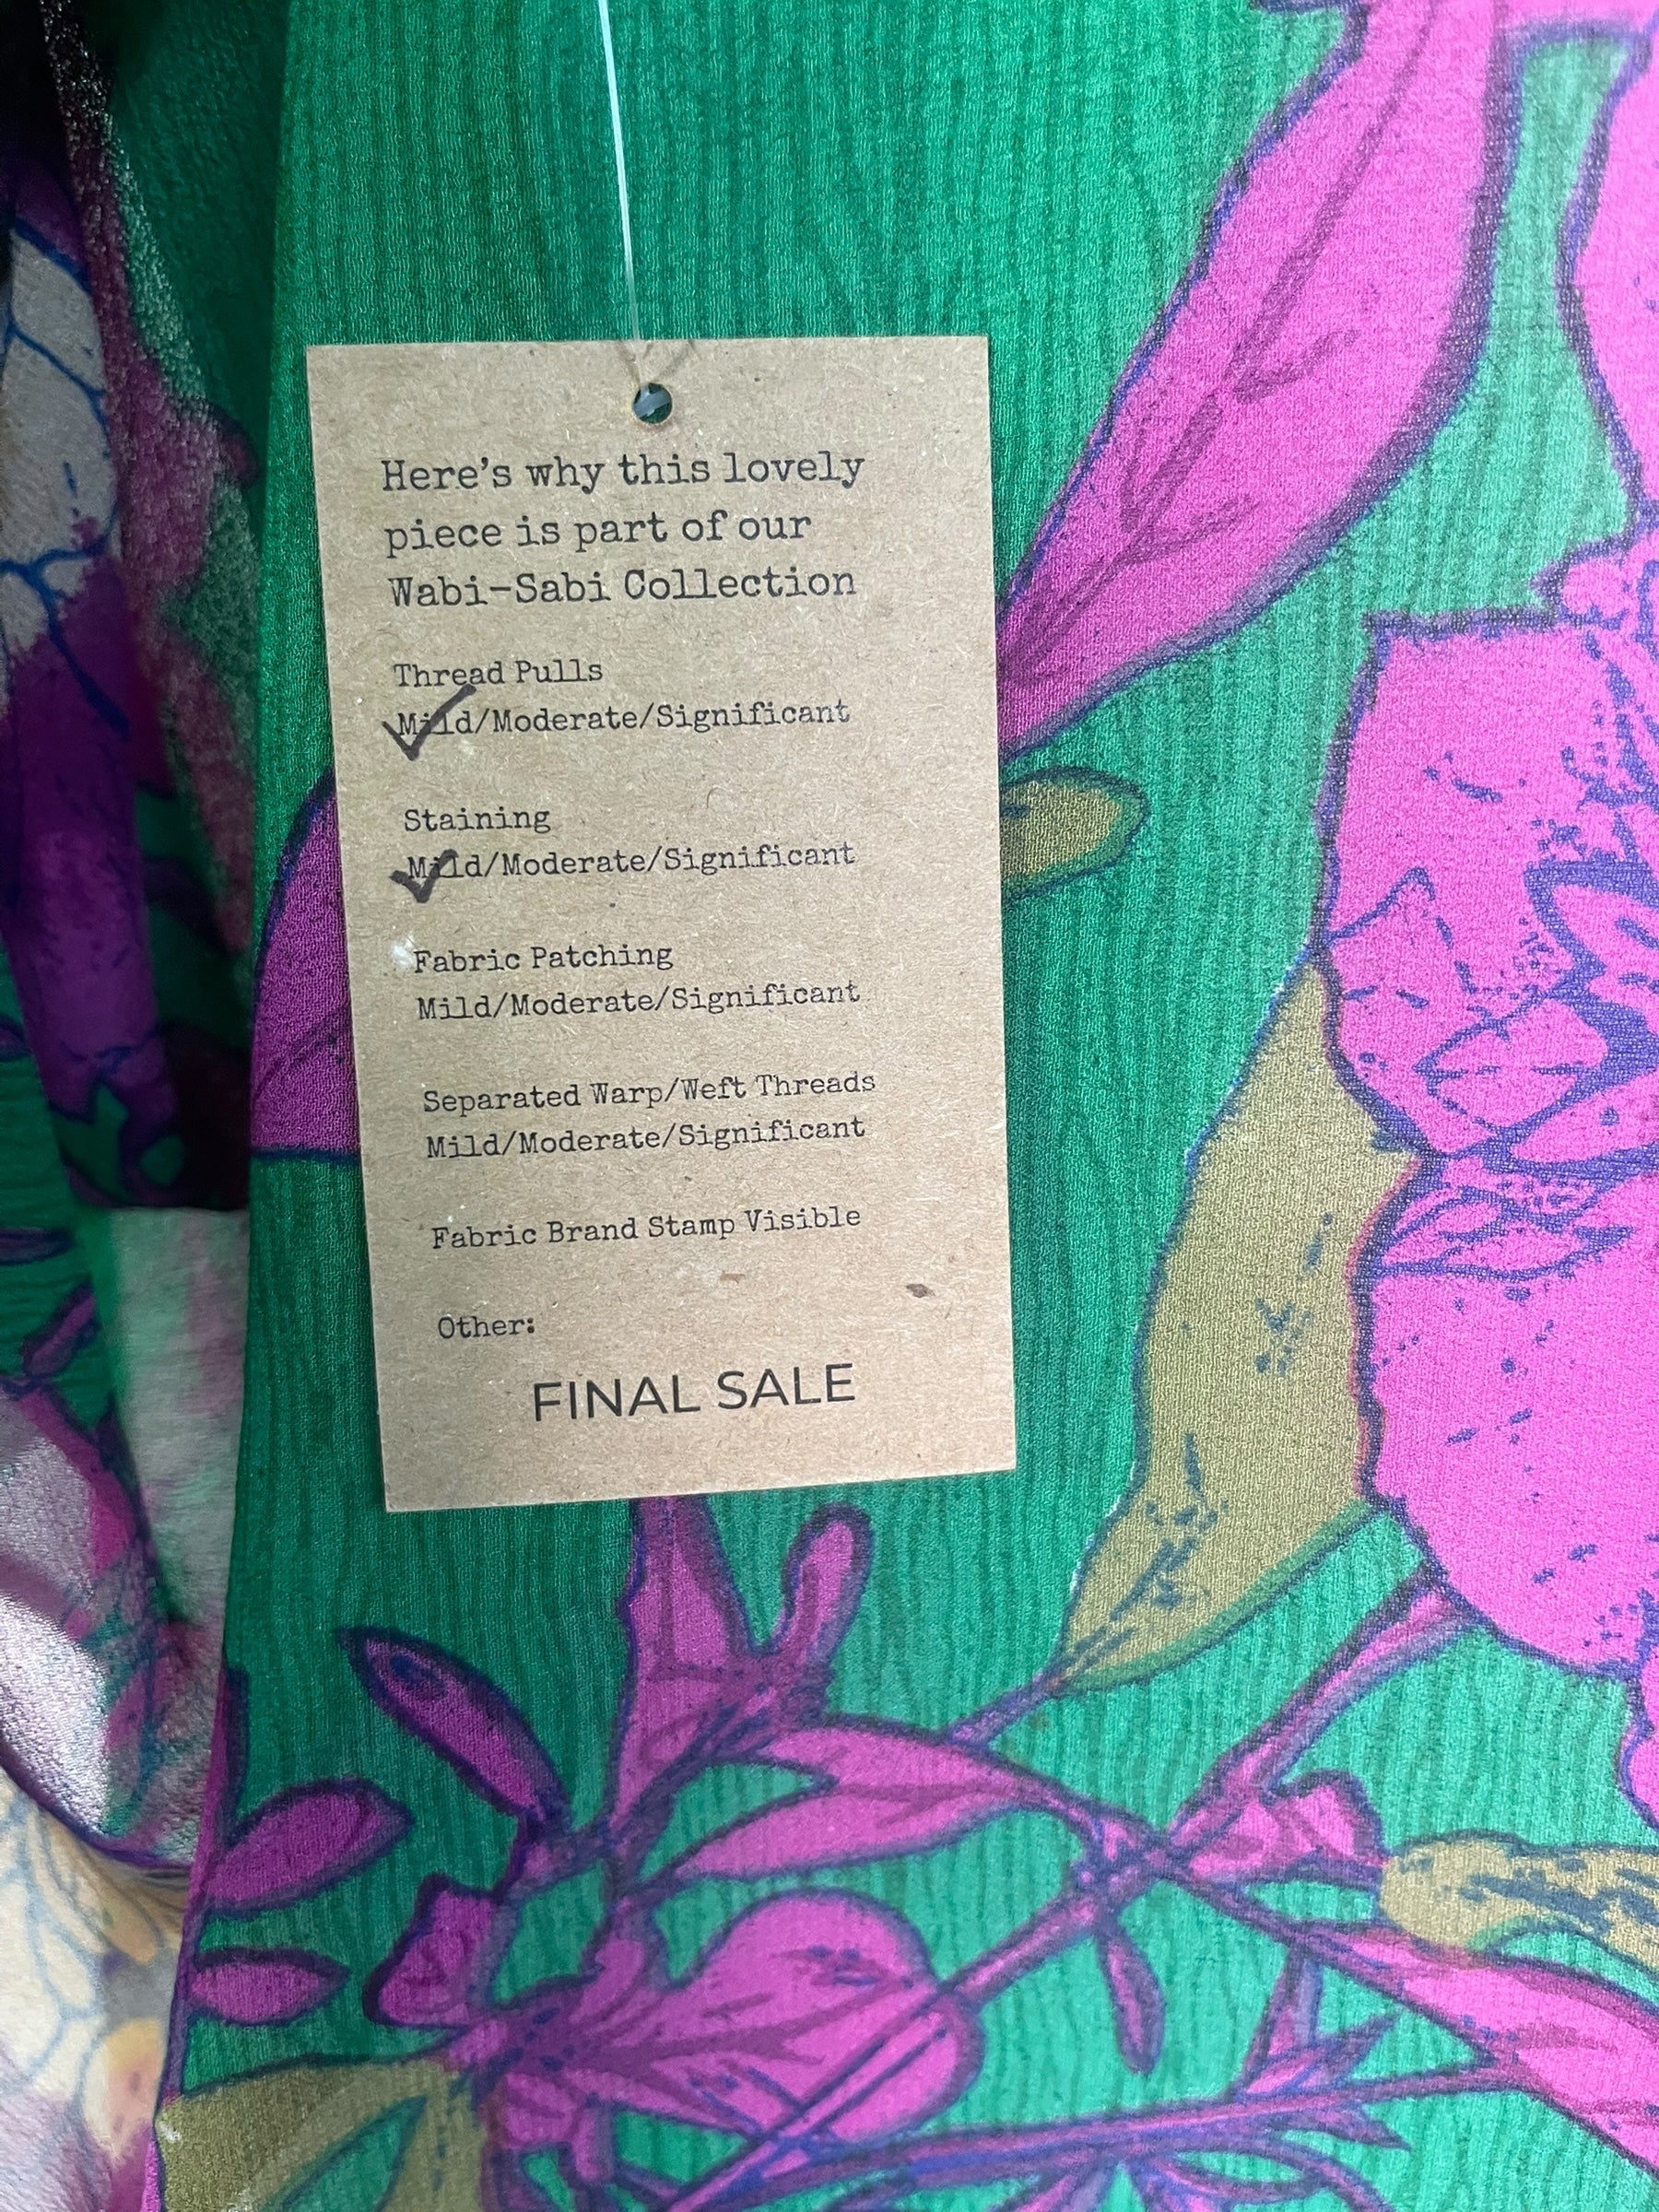 Here's why this lovely
piece is part of our
Wabi-Sabi Collection
Thread Pulls
Mild/Moderate/Significant
Staining
Mild/Moderate/Significant
Fabric Patching
Mild/Moderate/Significant
Separated Warp/Weft Threads
Mild/Moderate/Significant
Fabric Brand Stamp Visible
Other:
FINAL SALE